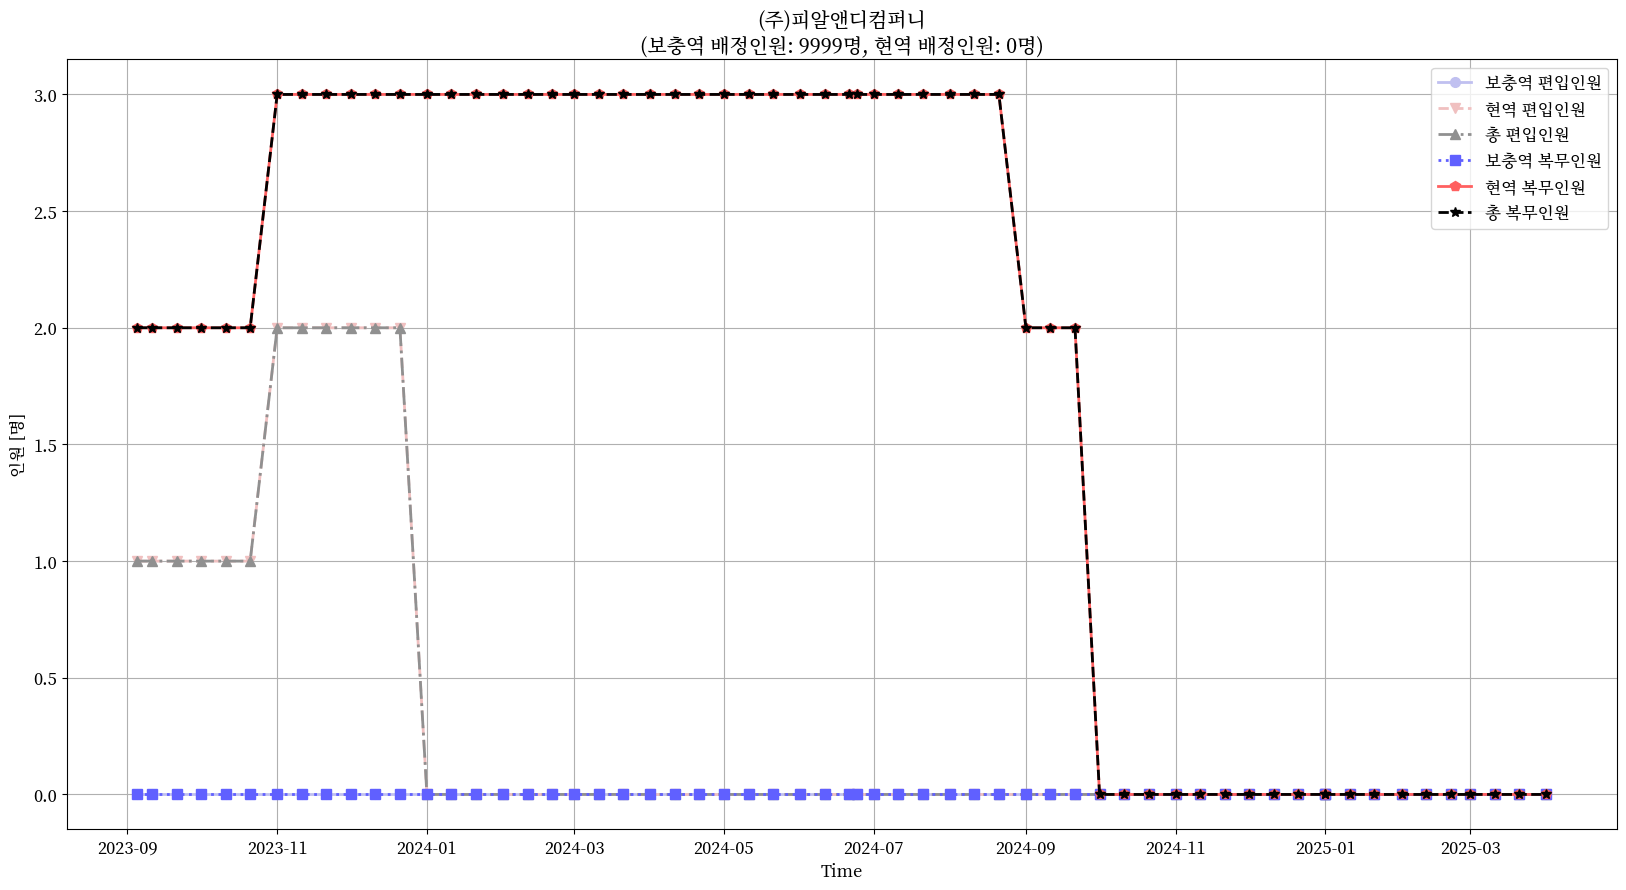 (주)피알앤디컴퍼니
(보충역 배정인원: 9999명, 현역 배정인원: 0명)
보충역 편입인원
현역 편입인원
총 편입인원
보충역 복무인원
현역 복무인원
총 복무인원
인원 [명]
3.0
2.5
2.0
1.5
1.0
0.5
0.0
2023-09
2023-11
2024-01
2024-03
2024-05
2024-07
2024-09
2024-11
2025-01
2025-03
Time